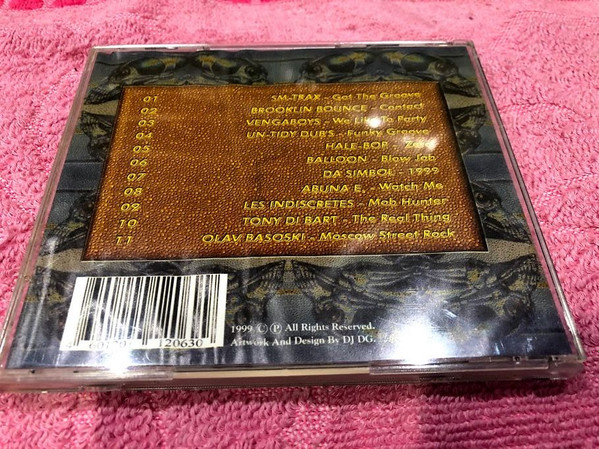 01 SM-TRAX - Get The Groove
02 BROOKLIN BOUNCE - Contact
03 VENGABOYS - We Like To Party
04 UN-TIDY DUB'S - Funky Groove
05 HALE-BOP -
06 BALLOON - Blow Job
07 DA SIMBOL - 1999
08 ABUNA E. - Watch Me
09 LES INDISCRETES - Mob Hunter
10 TONY DI BART - The Real Thing
11 OLAV BASOSKI - Moscow Street Rock
1999 © ℗ All Rights Reserved.
Artwork And Design By DJ DG.
120630